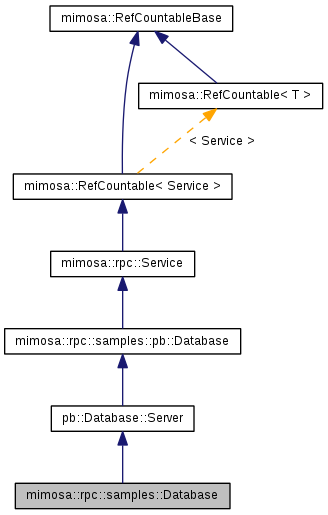 mimosa::RefCountableBase
mimosa::RefCountable< T >
< Service >
mimosa::RefCountable< Service >
mimosa::rpc::Service
mimosa::rpc::samples::pb::Database
pb::Database::Server
mimosa::rpc::samples::Database